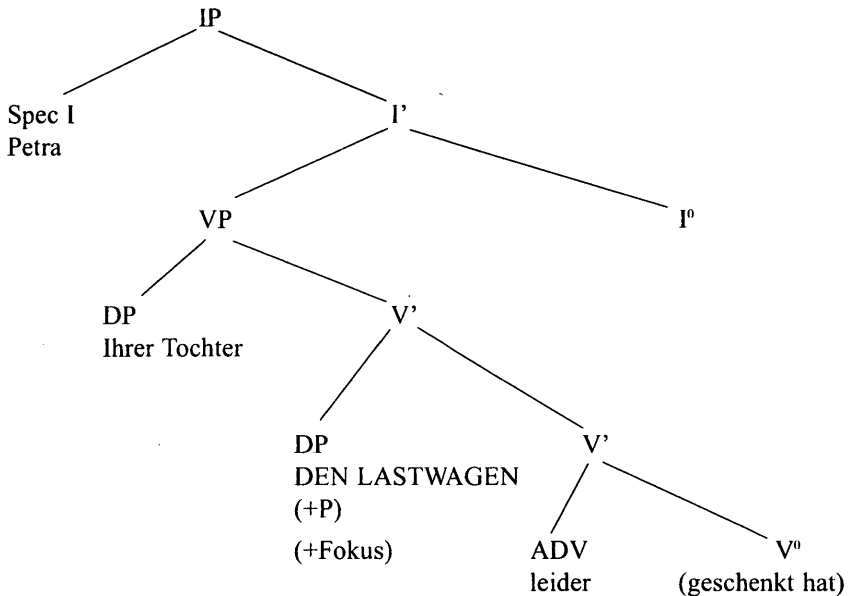 IP
Spec I
I’
Petra
VP
I⁰
DP
V’
Ihrer Tochter
DP
V’
DEN LASTWAGEN
(+P)
(+Fokus)
ADV
V⁰
leider
(geschenkt hat)